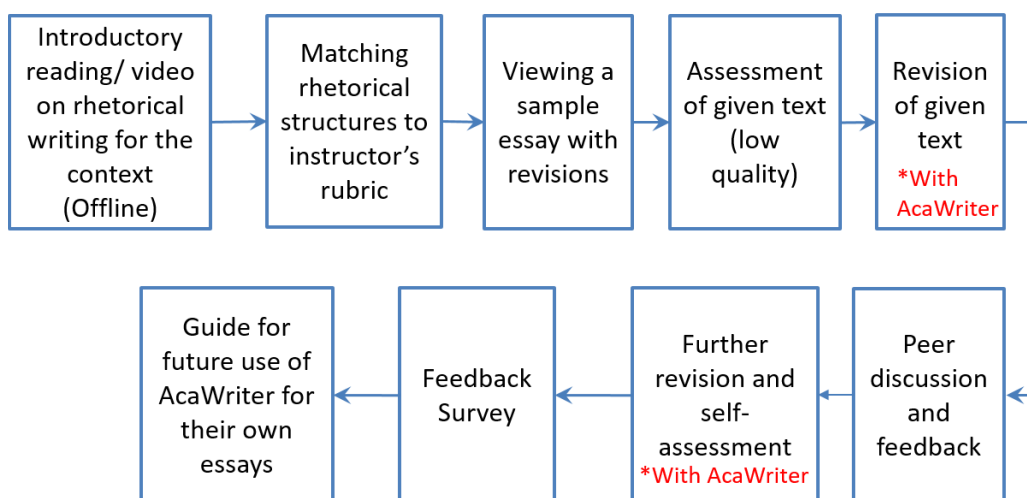 Introductory
reading/ video
on rhetorical
writing for the
context
(Offline)
Matching
rhetorical
structures to
instructor’s
rubric
Viewing a
sample
essay with
revisions
Assessment
of given text
(low
quality)
Revision
of given
text
*With
AcaWriter
Peer
discussion
and
feedback
Further
revision and
self-
assessment
*With AcaWriter
Feedback
Survey
Guide for
future use of
AcaWriter for
their own
essays